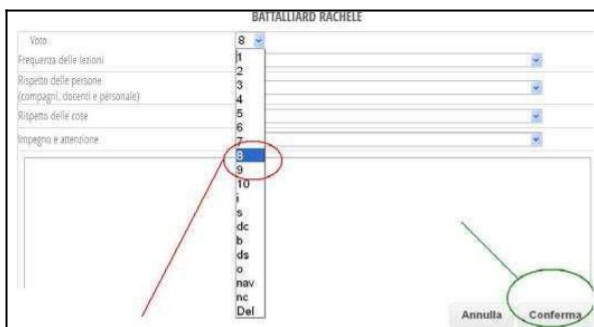 BATTALLIARD RACHELE
Voto 8
Frequenza delle lezioni
Rispetto delle persone
(compagni, docenti e personale)
Rispetto delle cose
Impegno e attenzione
1
2
3
4
5
6
7
8
9
10
i
s
dc
b
ds
o
nav
nc
Del
Annulla Conferma